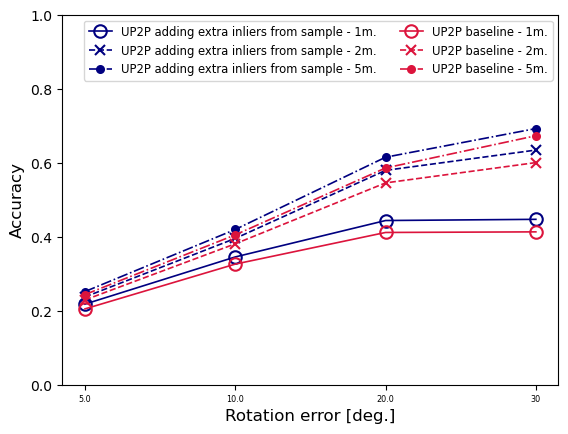 1.0
UP2P adding extra inliers from sample - 1m.
UP2P adding extra inliers from sample - 2m.
UP2P adding extra inliers from sample - 5m.
UP2P baseline - 1m.
UP2P baseline - 2m.
UP2P baseline - 5m.
0.8
0.6
0.4
0.2
0.0
Accuracy
5.0 10.0 20.0 30
Rotation error [deg.]